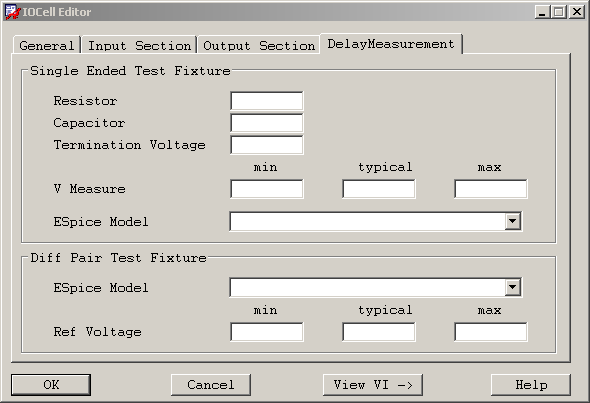 IOCell Editor
General Input Section Output Section DelayMeasurement
Single Ended Test Fixture
Resistor
Capacitor
Termination Voltage
min typical max
V Measure
ESpice Model
Diff Pair Test Fixture
ESpice Model
min typical max
Ref Voltage
OK Cancel View VI -> Help